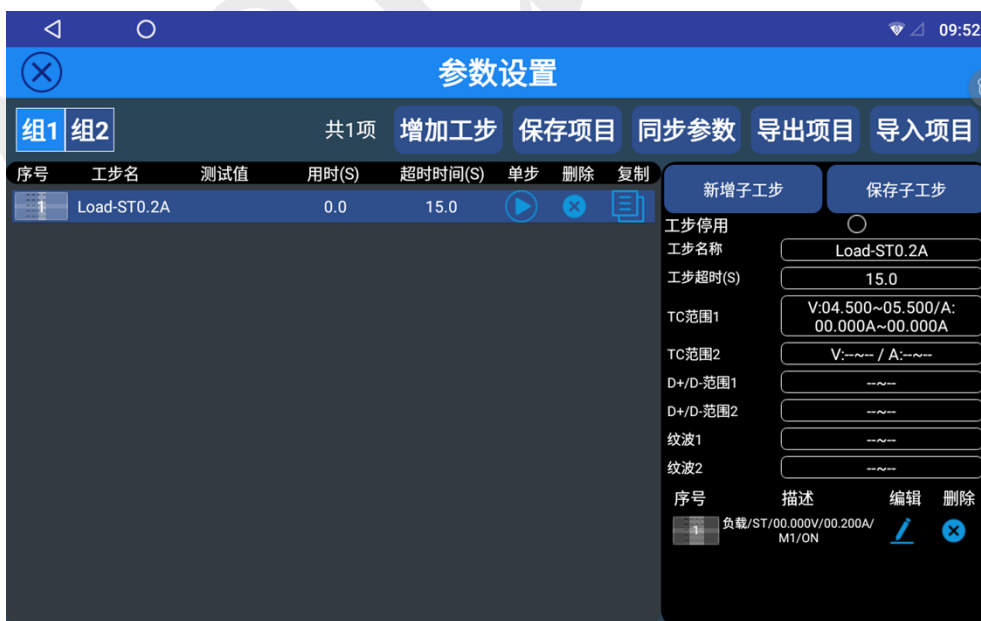 09:52
参数设置
组1 组2 共1项 增加工步 保存项目 同步参数 导出项目 导入项目
序号 工步名 测试值 用时(S) 超时时间(S) 单步 删除 复制
1 Load-ST0.2A 0.0 15.0
新增子工步 保存子工步
工步停用
工步名称 Load-ST0.2A
工步超时(S) 15.0
TC范围1 V:04.500~05.500/A:
00.000A~00.000A
TC范围2 V:--~-- / A:--~--
D+/D-范围1 --~--
D+/D-范围2 --~--
纹波1 --~--
纹波2 --~--
序号 描述 编辑 删除
1 负载/ST/00.000V/00.200A/
M1/ON